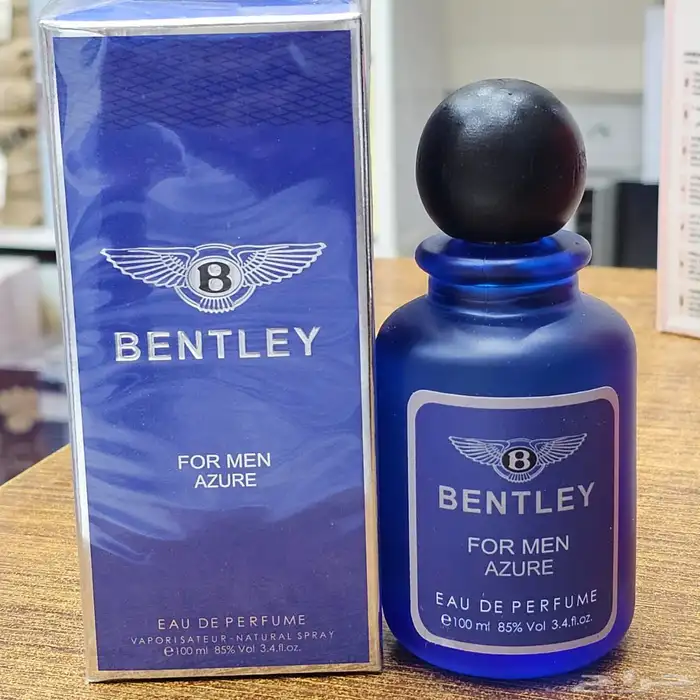 B
BENTLEY
FOR MEN
AZURE
EAU DE PERFUME
VAPORISATEUR-NATURAL SPRAY
℮100 ml 85% Vol 3.4.fl.oz.
B
BENTLEY
FOR MEN
AZURE
EAU DE PERFUME
℮100 ml 85% Vol 3.4.fl.oz.